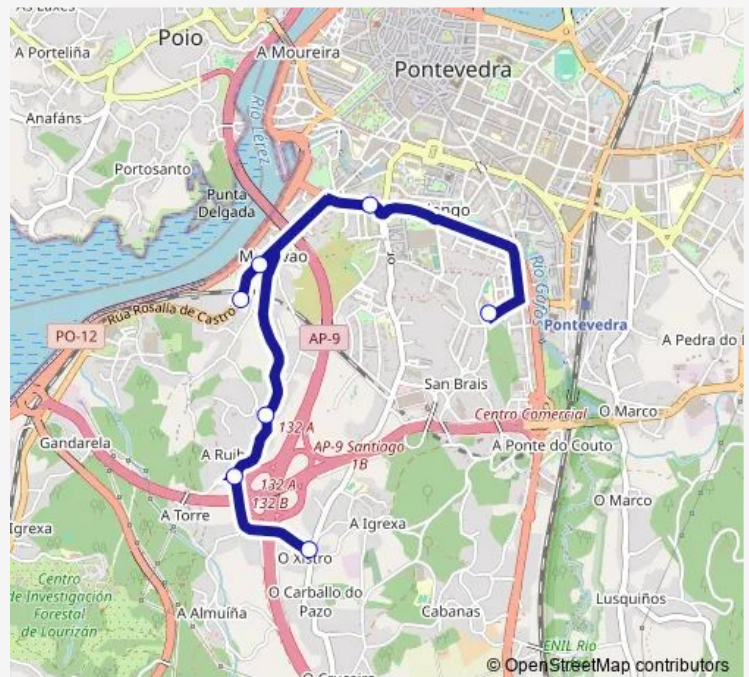 As Laxes
A Porteliña
Poio
A Moureira
Pontevedra
Río Lérez
Anafáns
Portosanto
Punta
Delgada
Rúa Rosalía de Castro
PO-12
AP-9
Río Gafos
Pontevedra
A Pedra do
San Brais
Centro Comercial
O Marco
A Ponte do Couto
132 A
AP-9 Santiago
1B
Gandarela
132 A
132 B
A Torre
O Marco
Igrexa
A Igrexa
O Xistro
Centro
de Investigación
Forestal
de Lourizán
O Carballo do
Pazo
Lusquiños
A Almuíña
Cabanas
ENIL Río
© OpenStreetMap contributors